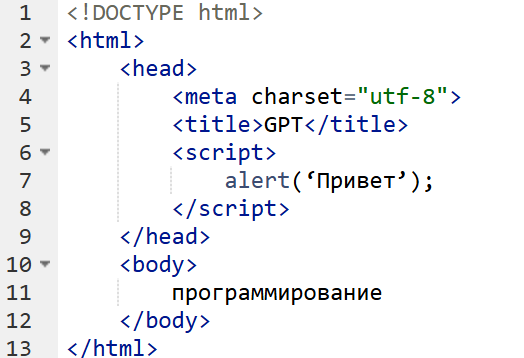 1 <!DOCTYPE html>
2 <html>
3 <head>
4 <meta charset="utf-8">
5 <title>GPT</title>
6 <script>
7 alert(‘Привет’);
8 </script>
9 </head>
10 <body>
11 программирование
12 </body>
13 </html>